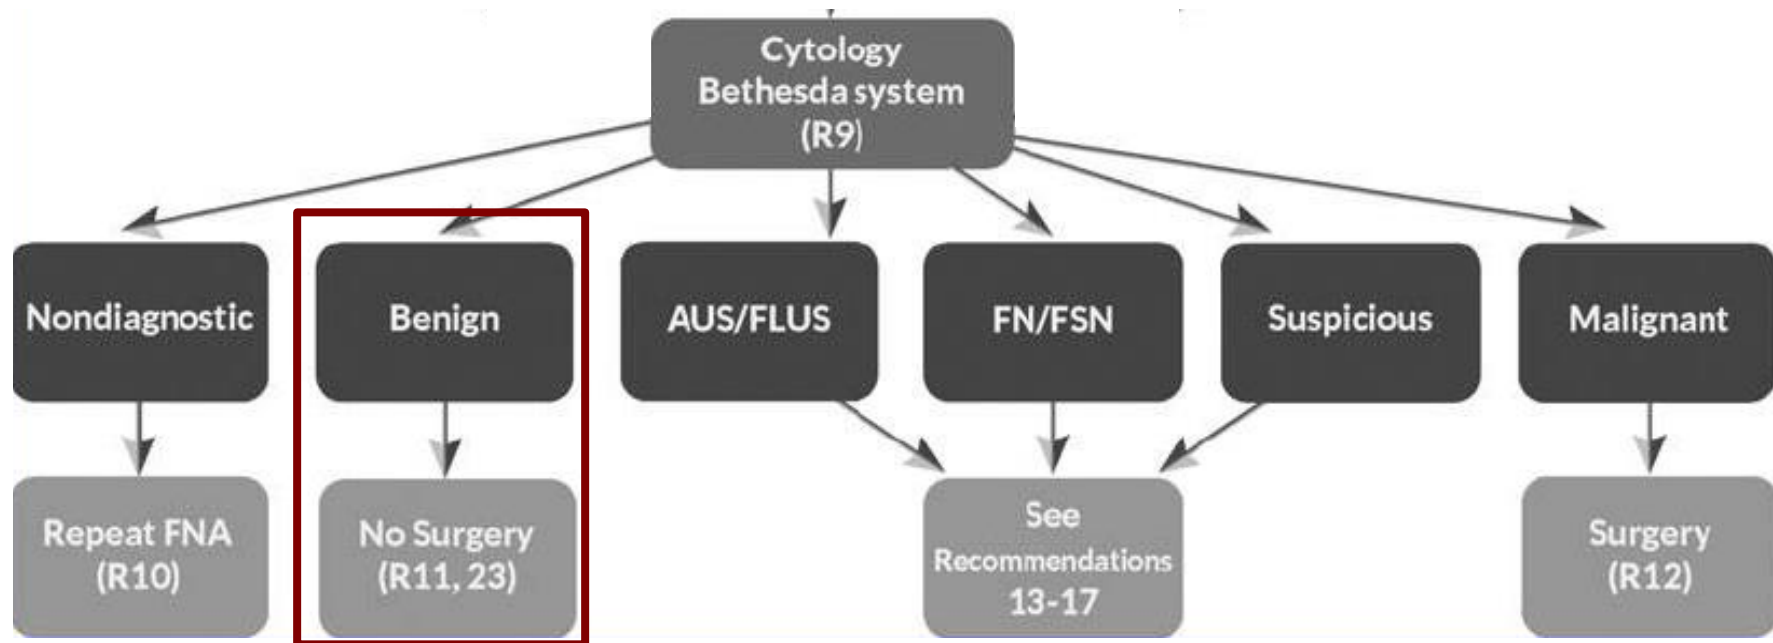 Cytology
Bethesda system
(R9)
Nondiagnostic
Benign
AUS/FLUS
FN/FSN
Suspicious
Malignant
Repeat FNA
(R10)
No Surgery
(R11, 23)
See
Recommendations
13-17
Surgery
(R12)